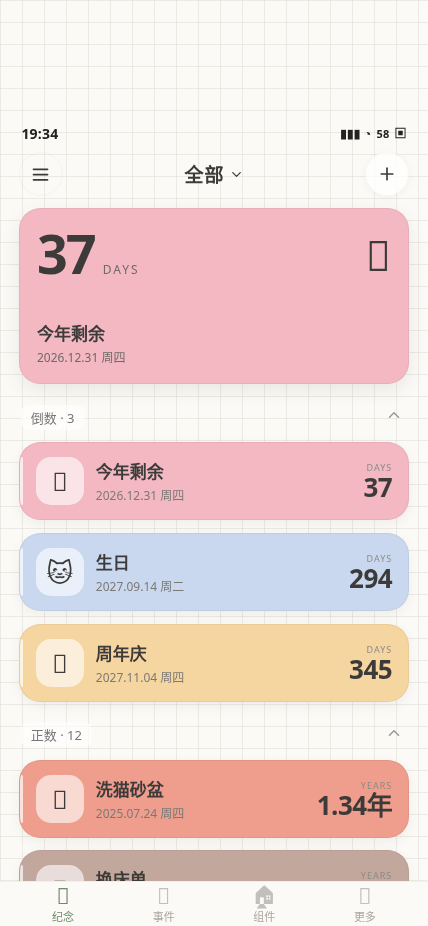 19:34
58
全部
37 DAYS
今年剩余
2026.12.31 周四
倒数 · 3
今年剩余
2026.12.31 周四
DAYS
37
生日
2027.09.14 周二
DAYS
294
周年庆
2027.11.04 周四
DAYS
345
正数 · 12
洗猫砂盆
2025.07.24 周四
YEARS
1.34年
换床单
YEARS
纪念
事件
组件
更多